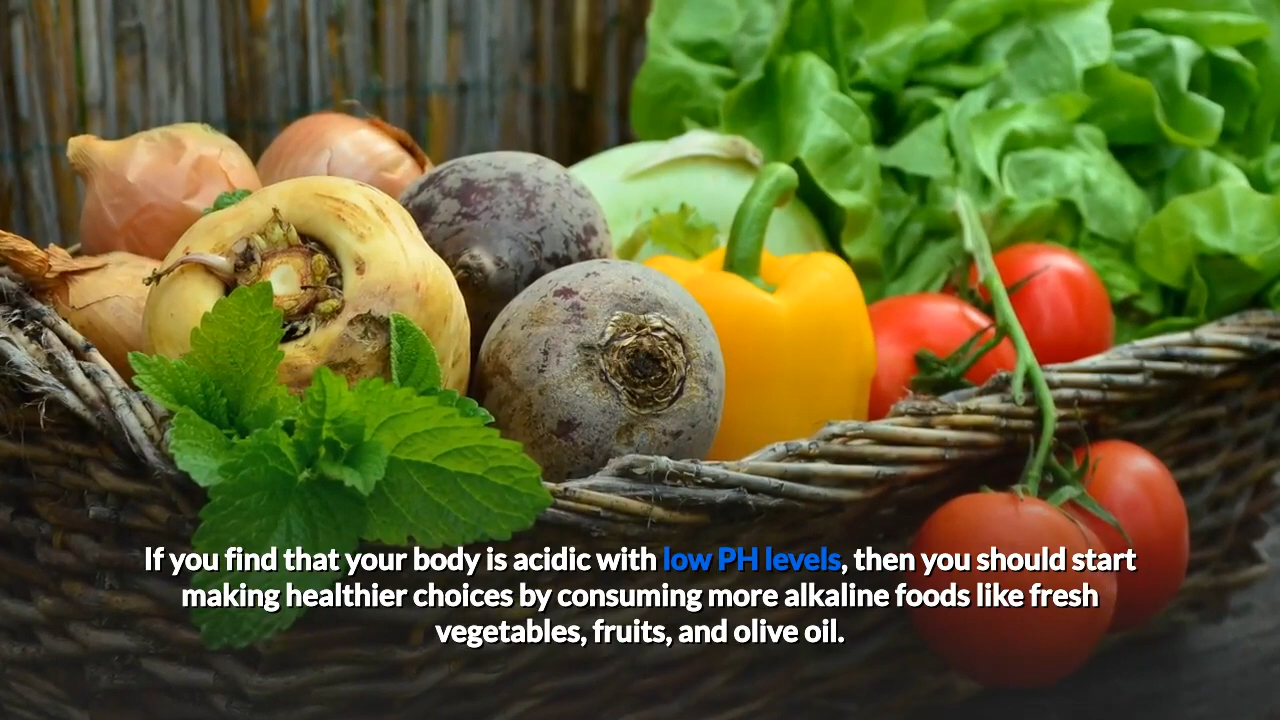 If you find that your body is acidic with low PH levels, then you should start
making healthier choices by consuming more alkaline foods like fresh
vegetables, fruits, and olive oil.